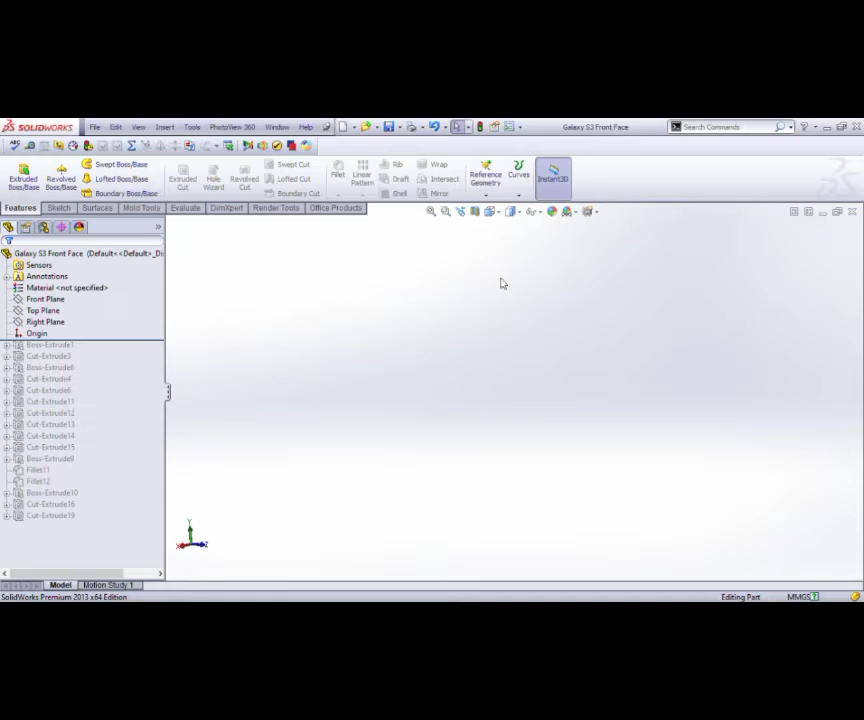 SOLIDWORKS File Edit View Insert Tools PhotoView 360 Window Help Galaxy S3 Front Face Search Commands
Extruded Boss/Base
Revolved Boss/Base
Swept Boss/Base
Lofted Boss/Base
Boundary Boss/Base
Extruded Cut
Hole Wizard
Revolved Cut
Swept Cut
Lofted Cut
Boundary Cut
Fillet
Linear Pattern
Rib
Draft
Shell
Wrap
Intersect
Mirror
Reference Geometry
Curves
Instant3D
Features Sketch Surfaces Mold Tools Evaluate DimXpert Render Tools Office Products
Galaxy S3 Front Face (Default<<Default>_Di
Sensors
Annotations
Material <not specified>
Front Plane
Top Plane
Right Plane
Origin
Boss-Extrude1
Cut-Extrude3
Boss-Extrude6
Cut-Extrude4
Cut-Extrude6
Cut-Extrude11
Cut-Extrude12
Cut-Extrude13
Cut-Extrude14
Cut-Extrude15
Boss-Extrude9
Fillet11
Fillet12
Boss-Extrude10
Cut-Extrude16
Cut-Extrude19
Y
X Z
Model Motion Study 1
SolidWorks Premium 2013 x64 Edition Editing Part MMGS